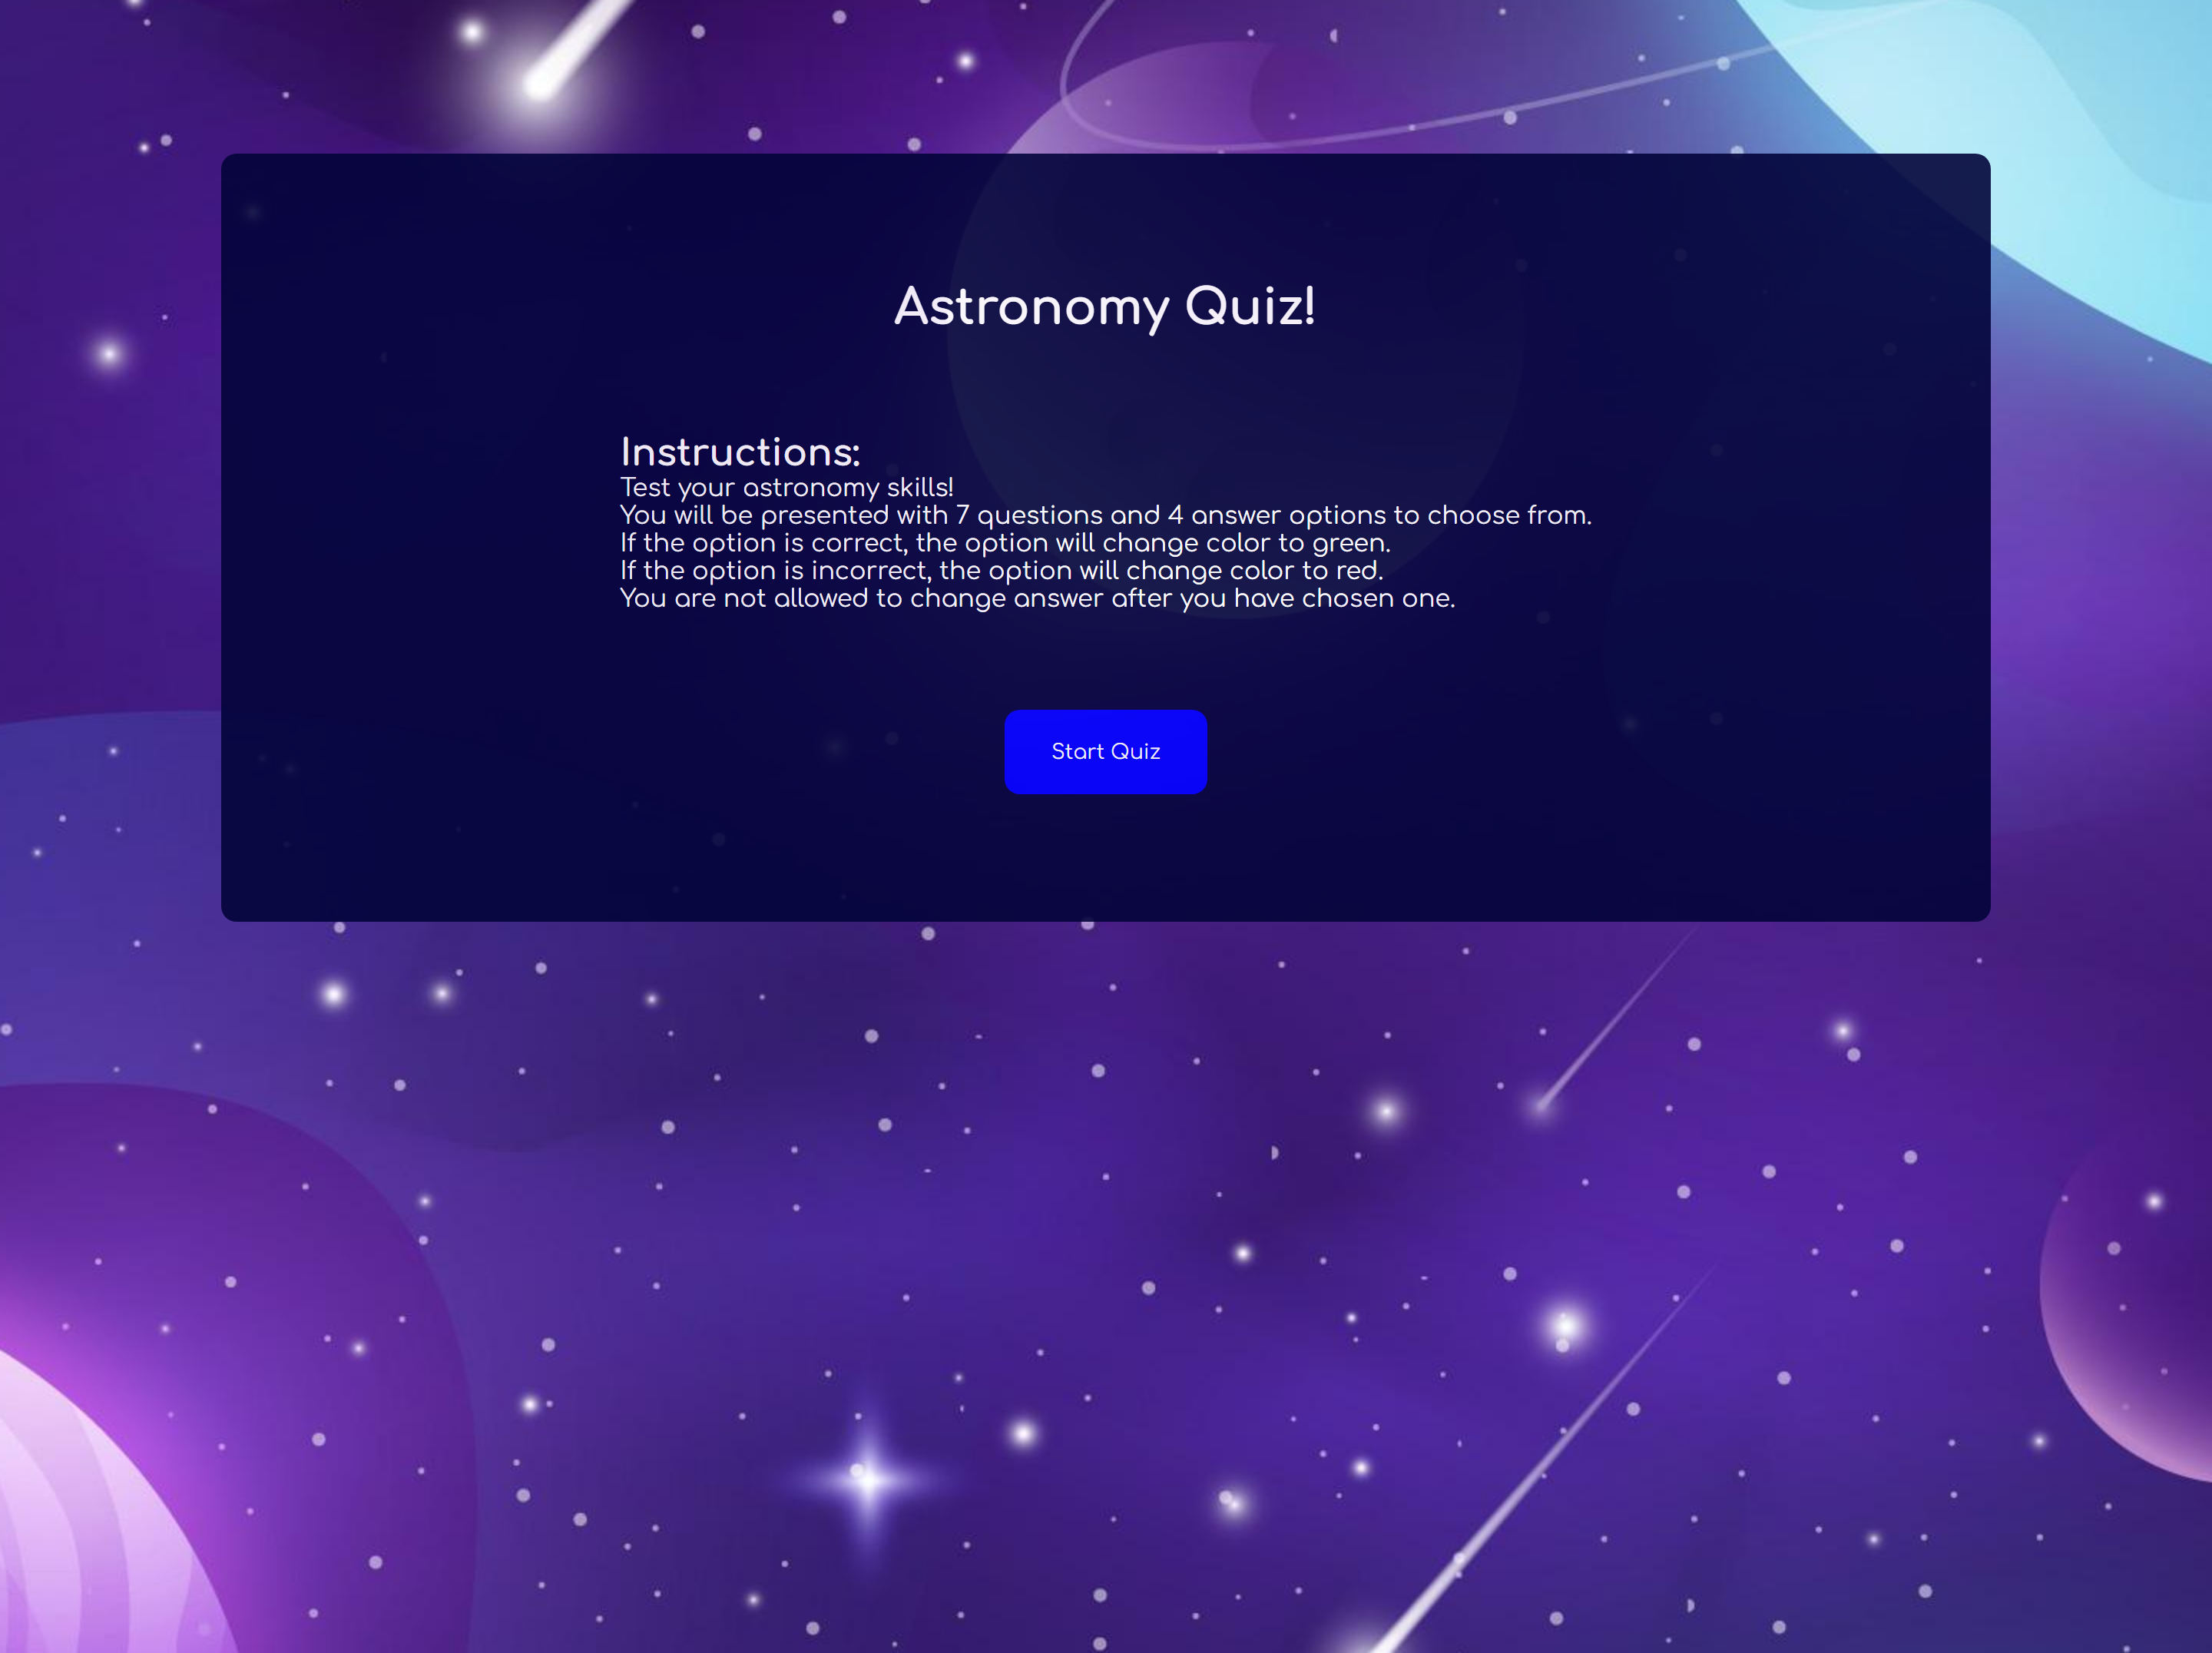 Astronomy Quiz!
Instructions:
Test your astronomy skills!
You will be presented with 7 questions and 4 answer options to choose from.
If the option is correct, the option will change color to green.
If the option is incorrect, the option will change color to red.
You are not allowed to change answer after you have chosen one.
Start Quiz